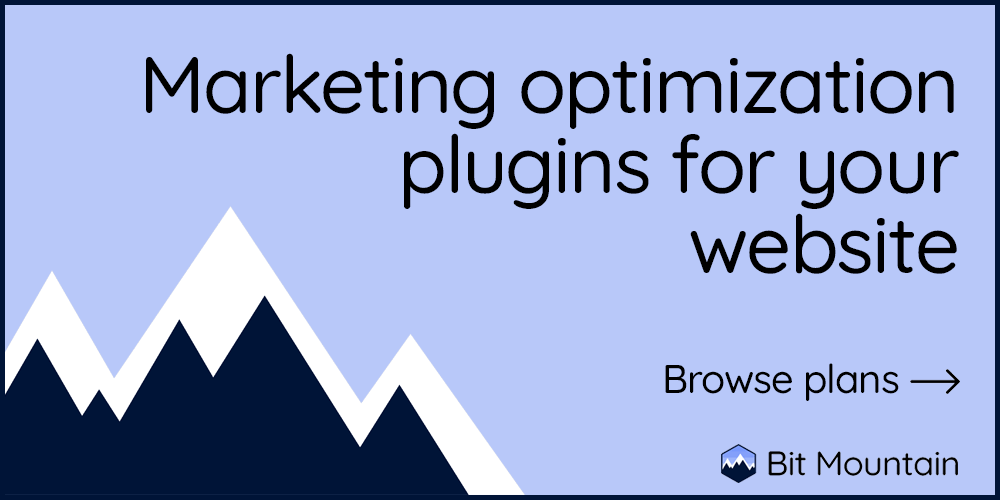 Marketing optimization
plugins for your
website
Browse plans →
Bit Mountain